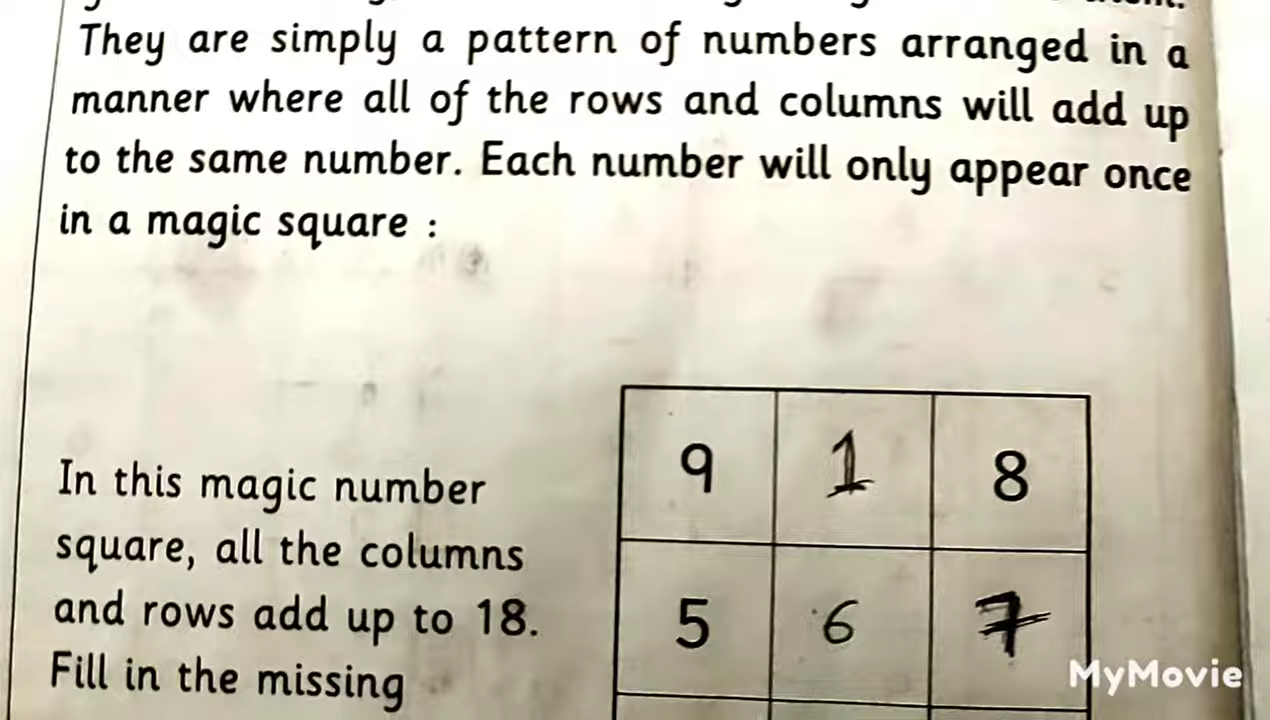 They are simply a pattern of numbers arranged in a
manner where all of the rows and columns will add up
to the same number. Each number will only appear once
in a magic square :
In this magic number
square, all the columns
and rows add up to 18.
Fill in the missing
9 1 8
5 6 7
MyMovie